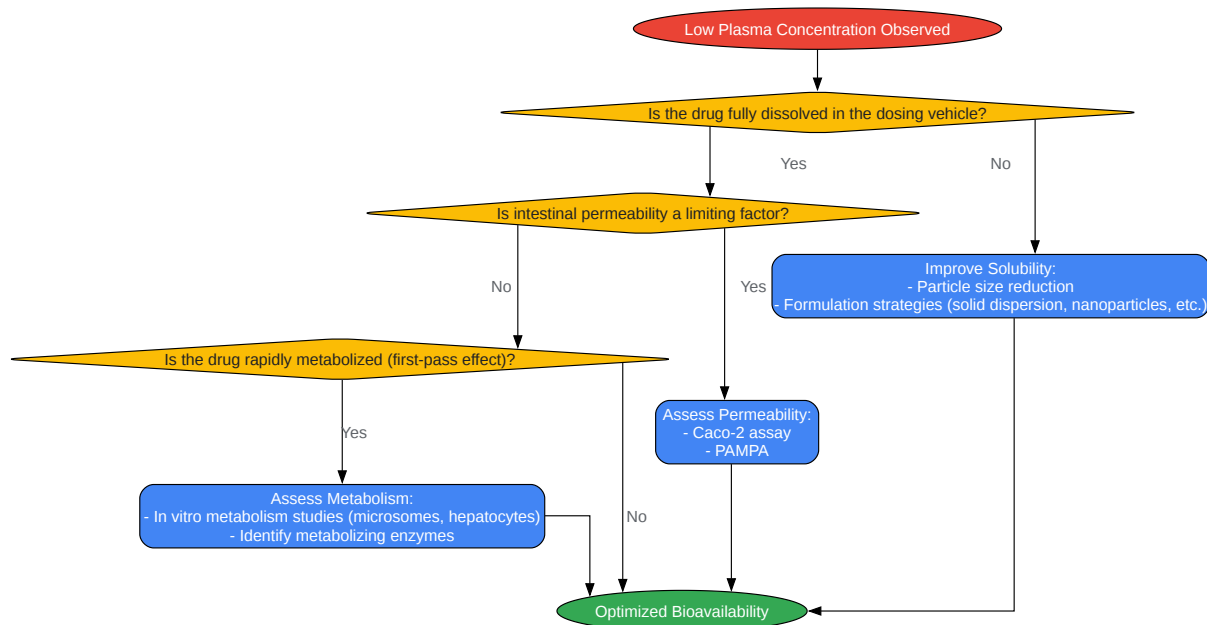 Low Plasma Concentration Observed
Is the drug fully dissolved in the dosing vehicle?
Yes
No
Is intestinal permeability a limiting factor?
Improve Solubility:
- Particle size reduction
- Formulation strategies (solid dispersion, nanoparticles, etc.)
No
Yes
Is the drug rapidly metabolized (first-pass effect)?
Assess Permeability:
- Caco-2 assay
- PAMPA
Yes
Assess Metabolism:
- In vitro metabolism studies (microsomes, hepatocytes)
- Identify metabolizing enzymes
No
Optimized Bioavailability